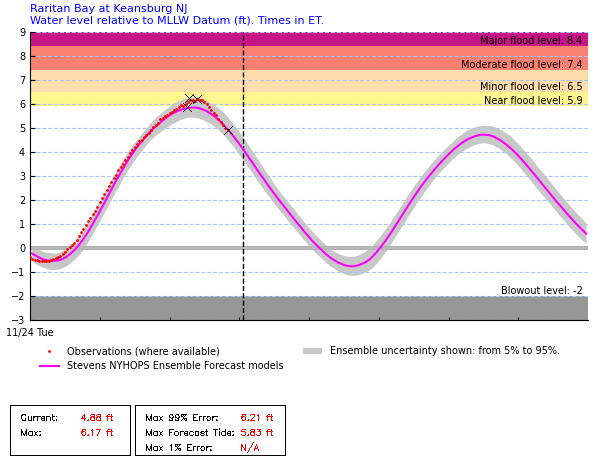 Raritan Bay at Keansburg NJ
Water level relative to MLLW Datum (ft). Times in ET.
9
8
7
6
5
4
3
2
1
0
−1
−2
−3
Major flood level: 8.4
Moderate flood level: 7.4
Minor flood level: 6.5
Near flood level: 5.9
Blowout level: -2
11/24 Tue
Observations (where available)
Stevens NYHOPS Ensemble Forecast models
Ensemble uncertainty shown: from 5% to 95%.
Current: 4.88 ft
Max: 6.17 ft
Max 99% Error: 6.21 ft
Max Forecast Tide: 5.83 ft
Max 1% Error: N/A